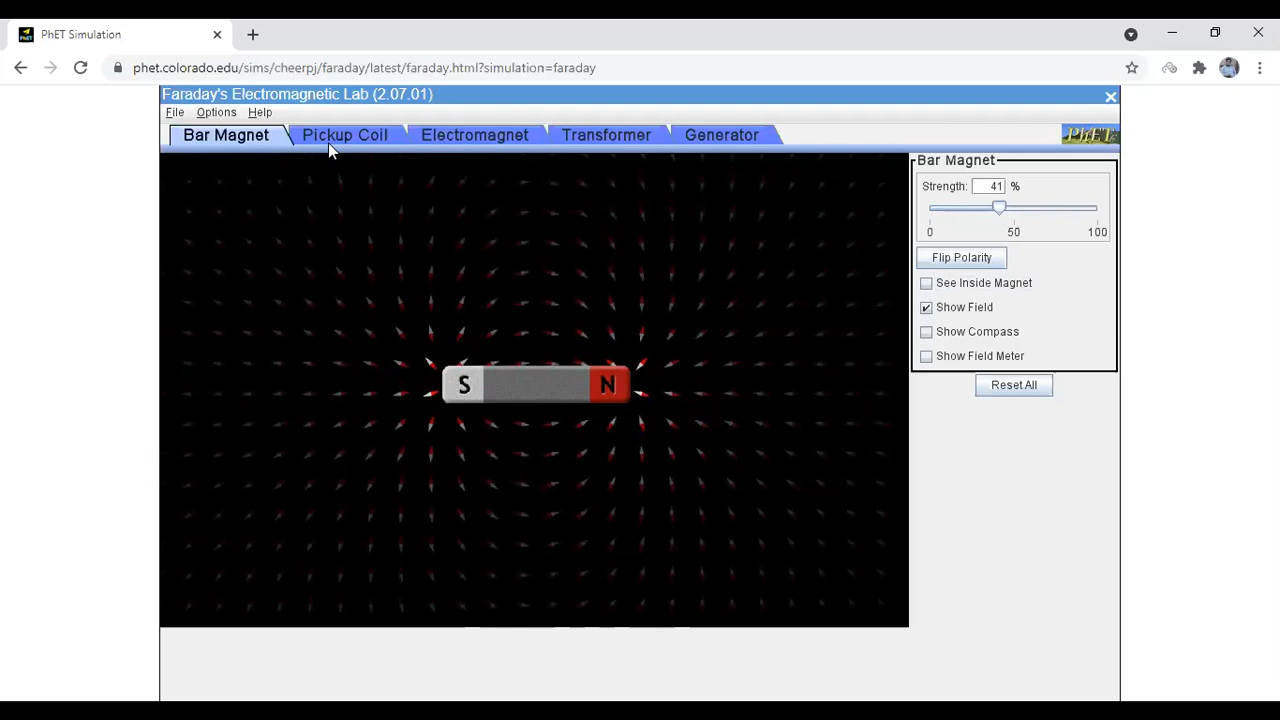 PhET Simulation
phet.colorado.edu/sims/cheerpj/faraday/latest/faraday.html?simulation=faraday
Faraday's Electromagnetic Lab (2.07.01)
File Options Help
Bar Magnet Pickup Coil Electromagnet Transformer Generator PhET
Bar Magnet
Strength: 41 %
0 50 100
Flip Polarity
See Inside Magnet
Show Field
Show Compass
Show Field Meter
Reset All
S N